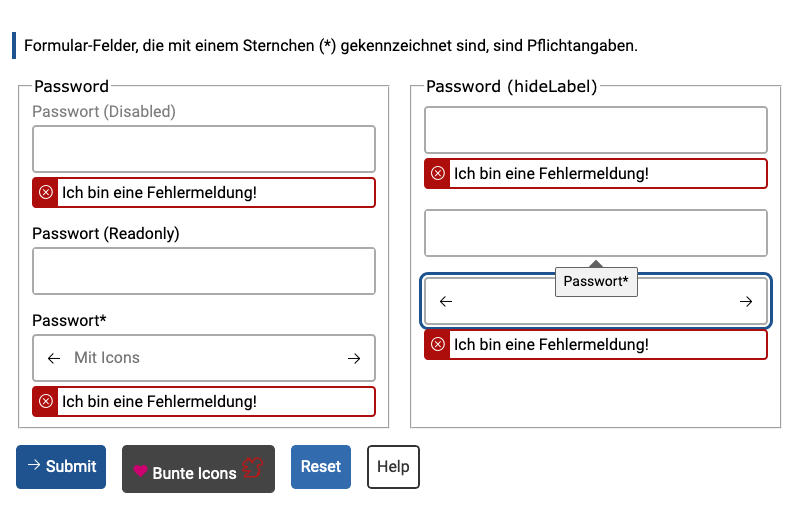 Formular-Felder, die mit einem Sternchen (*) gekennzeichnet sind, sind Pflichtangaben.
Password
Passwort (Disabled)
Ich bin eine Fehlermeldung!
Passwort (Readonly)
Passwort*
Mit Icons
Ich bin eine Fehlermeldung!
Password (hideLabel)
Ich bin eine Fehlermeldung!
Passwort*
Ich bin eine Fehlermeldung!
Submit
Bunte Icons
Reset
Help